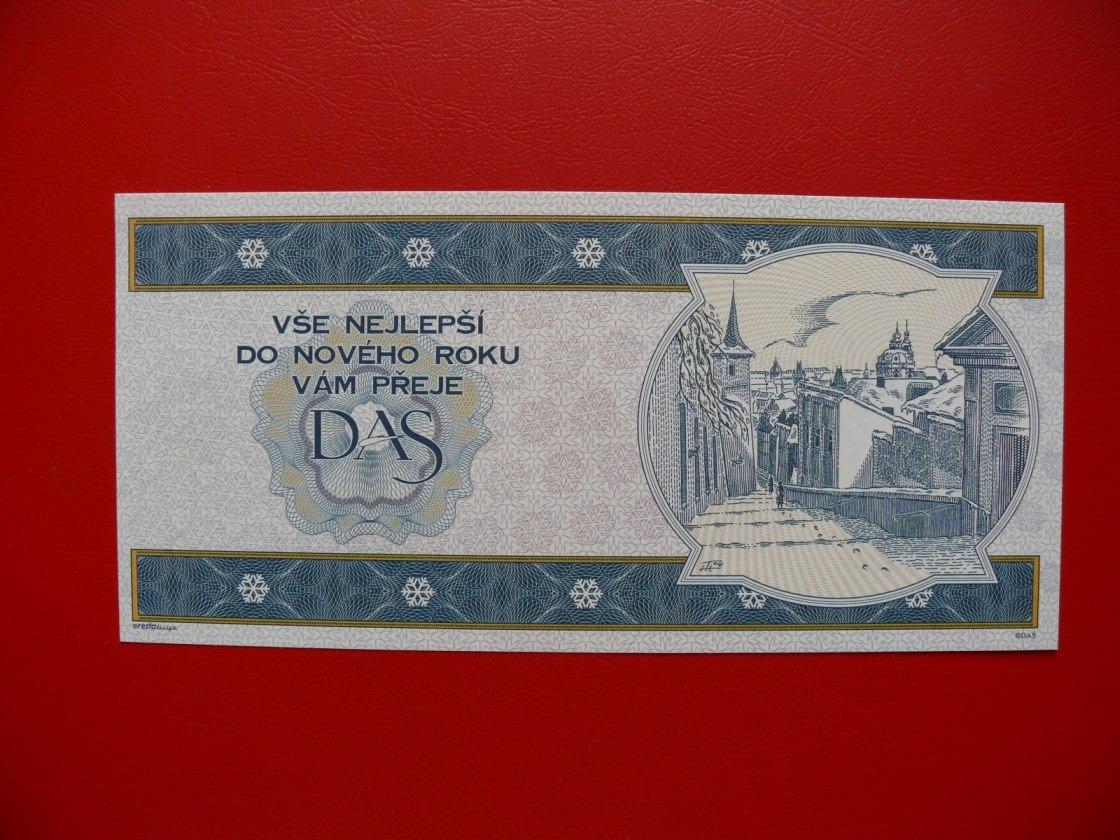 VŠE NEJLEPŠÍ
DO NOVÉHO ROKU
VÁM PŘEJE
DAS
©DAS